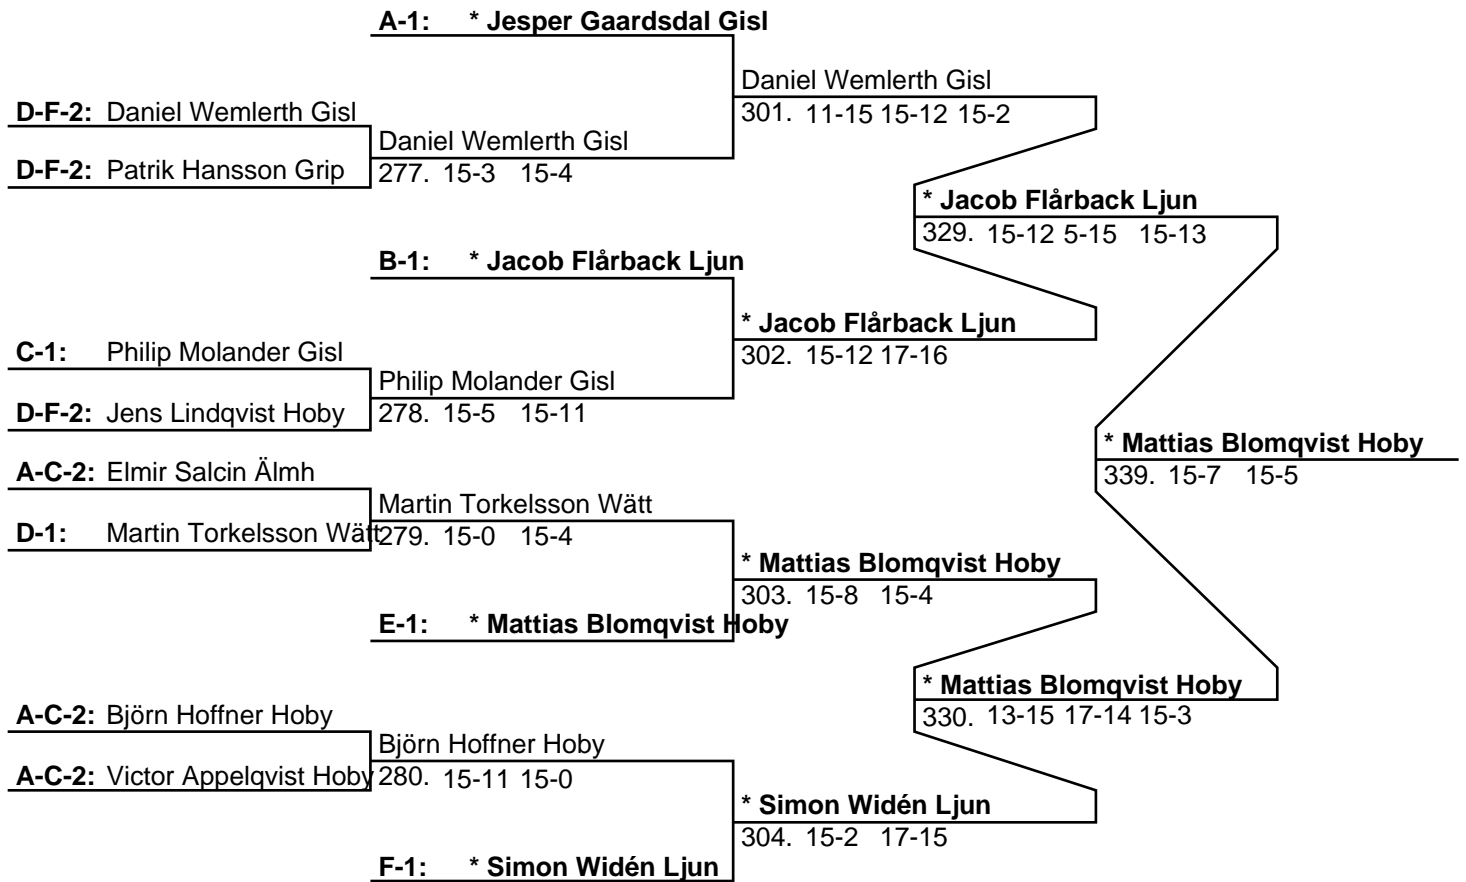 A-1: * Jesper Gaardsdal Gisl
Daniel Wemlerth Gisl
D-F-2: Daniel Wemlerth Gisl
301. 11-15 15-12 15-2
Daniel Wemlerth Gisl
D-F-2: Patrik Hansson Grip
277. 15-3 15-4
* Jacob Flårback Ljun
329. 15-12 5-15 15-13
B-1: * Jacob Flårback Ljun
* Jacob Flårback Ljun
C-1: Philip Molander Gisl
302. 15-12 17-16
Philip Molander Gisl
D-F-2: Jens Lindqvist Hoby
278. 15-5 15-11
* Mattias Blomqvist Hoby
A-C-2: Elmir Salcin Älmh
339. 15-7 15-5
Martin Torkelsson Wätt
D-1: Martin Torkelsson Wätt
279. 15-0 15-4
* Mattias Blomqvist Hoby
303. 15-8 15-4
E-1: * Mattias Blomqvist Hoby
* Mattias Blomqvist Hoby
A-C-2: Björn Hoffner Hoby
330. 13-15 17-14 15-3
Björn Hoffner Hoby
A-C-2: Victor Appelqvist Hoby
280. 15-11 15-0
* Simon Widén Ljun
304. 15-2 17-15
F-1: * Simon Widén Ljun